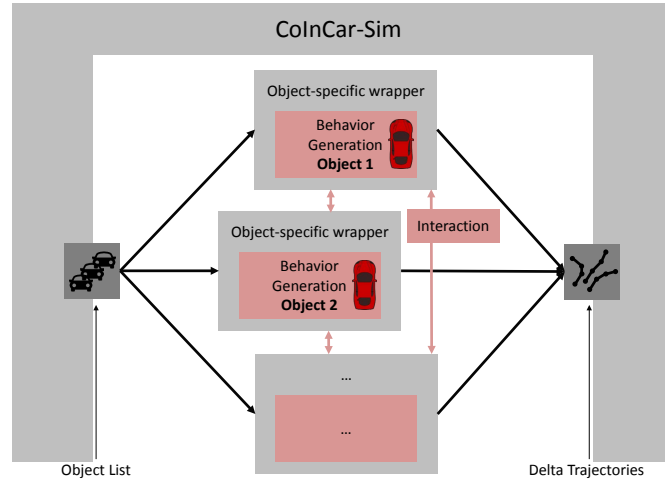 CoInCar-Sim
Object-specific wrapper
Behavior
Generation
Object 1
Interaction
Object-specific wrapper
Behavior
Generation
Object 2
...
...
Object List
Delta Trajectories